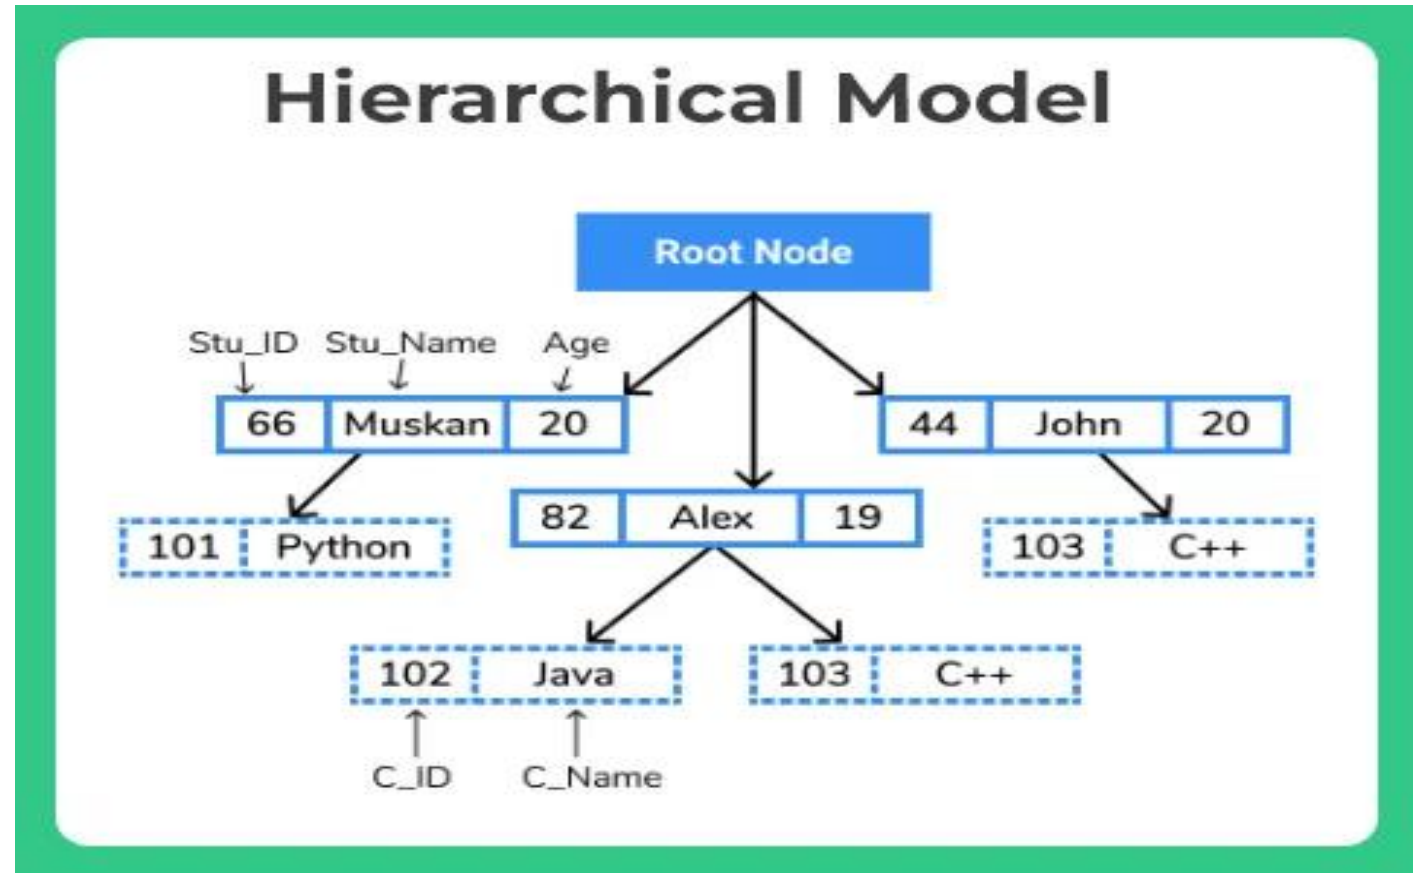 Hierarchical Model
Root Node
Stu_ID Stu_Name Age
66 Muskan 20
44 John 20
82 Alex 19
101 Python
103 C++
102 Java
103 C++
C_ID C_Name